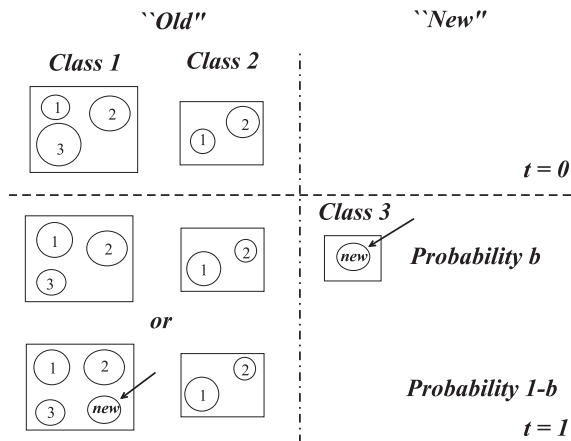 ``Old"
``New"
Class 1
Class 2
1
2
3
1
2
t = 0
Class 3
1
2
3
1
2
new
Probability b
or
1
2
3
new
1
2
Probability 1-b
t = 1